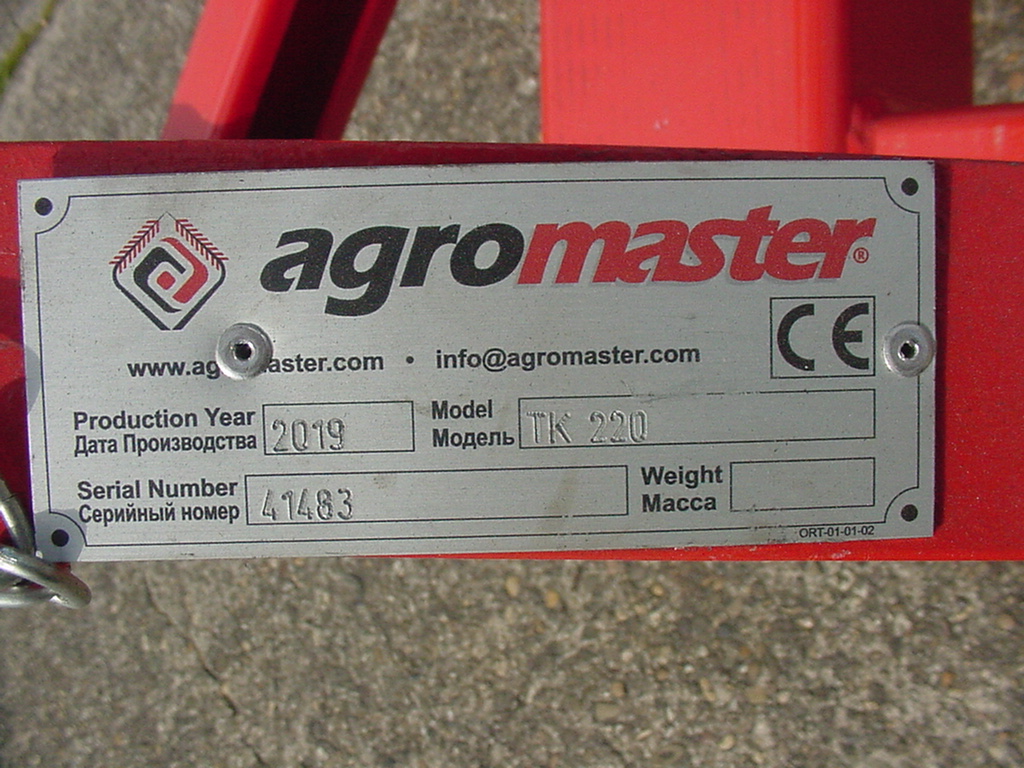 agromaster®
www.ag aster.com • info@agromaster.com
CE
Production Year 2019 Model TK 220
Дата Производства Модель
Serial Number 41483 Weight
Серийный номер Масса
ORT-01-01-02